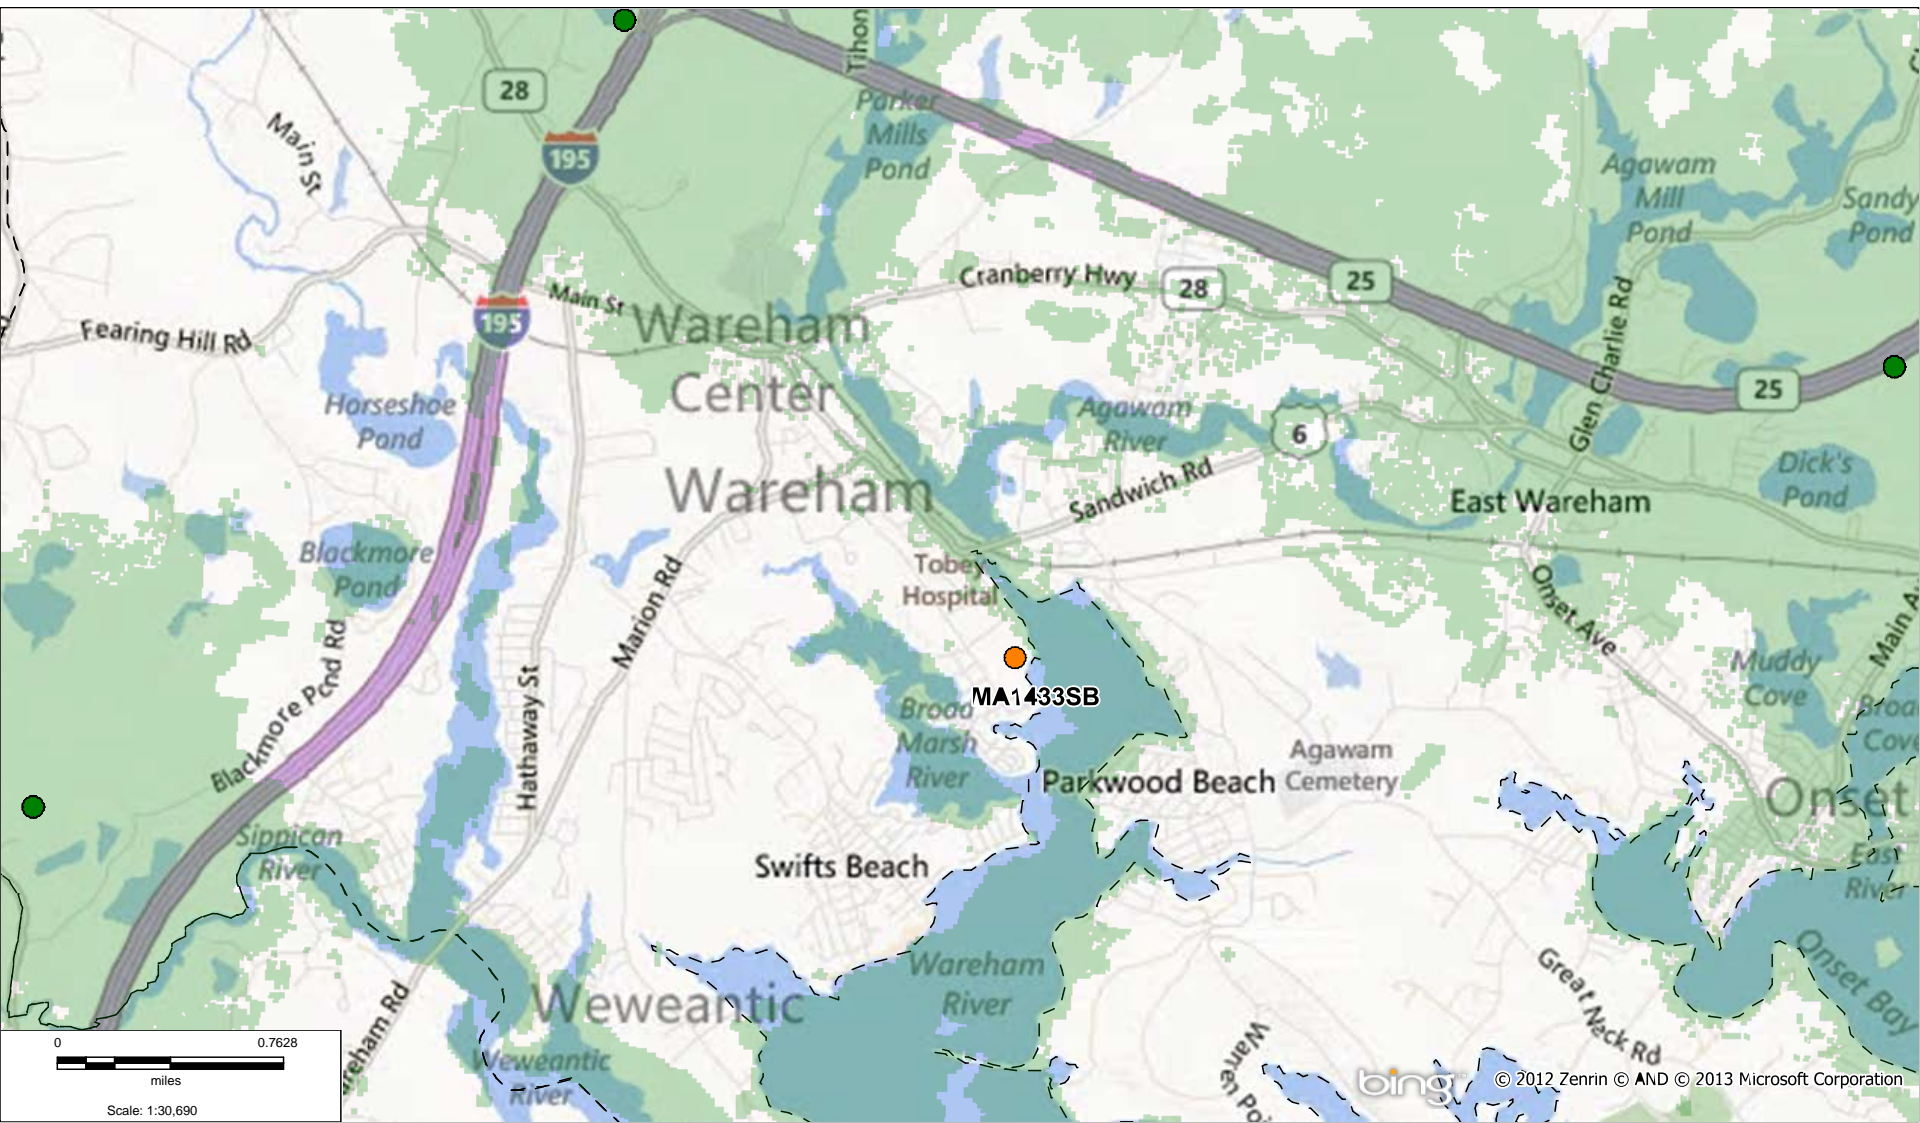 28
Tihon
Parker
Mills
Pond
Main St
195
Agawam
Mill
Pond
Sandy
Pond
Cranberry Hwy
28
25
Main St
195
Wareham
Center
Fearing Hill Rd
Glen Charlie Rd
25
Horseshoe
Pond
Agawam
River
6
Sandwich Rd
Dick's
Pond
Wareham
East Wareham
Blackmore
Pond
Tobey
Hospital
Marion Rd
Onset Ave
Main A
Blackmore Pond Rd
Hathaway St
MA1433SB
Muddy
Cove
Broad
Marsh
River
Broa
Cove
Agawam
Cemetery
Parkwood Beach
Onset
Sippican
River
Swifts Beach
East
River
Wareham
River
Onset Bay
Weweantic
Great Neck Rd
reham Rd
Weweantic
River
Warren Poi
0 0.7628
miles
Scale: 1:30,690
bing
© 2012 Zenrin © AND © 2013 Microsoft Corporation